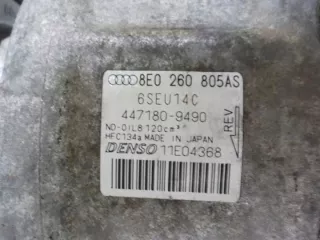 8E0 260 805AS
6SEU14C
447180-9490
ND-OIL8 120cm³
HFC134a MADE IN JAPAN
DENSO 11E04368
REV